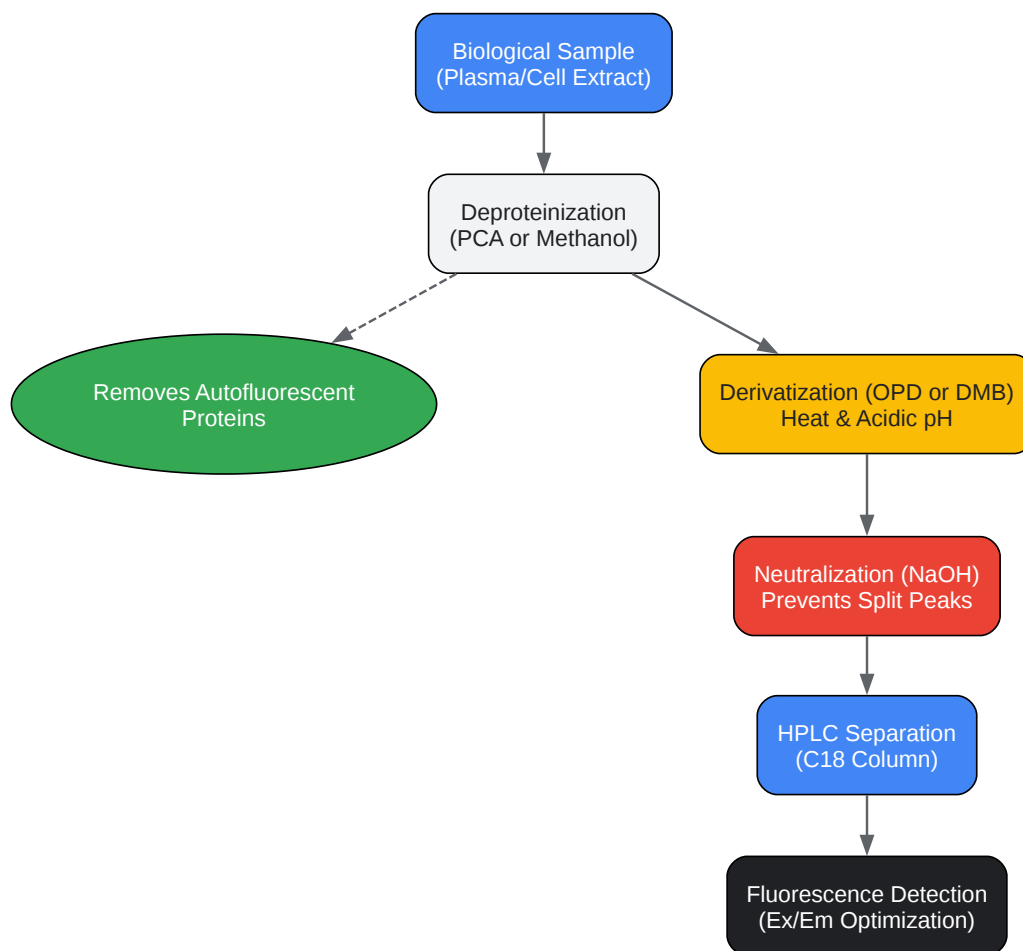 Biological Sample
(Plasma/Cell Extract)
Deproteinization
(PCA or Methanol)
Removes Autofluorescent
Proteins
Derivatization (OPD or DMB)
Heat & Acidic pH
Neutralization (NaOH)
Prevents Split Peaks
HPLC Separation
(C18 Column)
Fluorescence Detection
(Ex/Em Optimization)